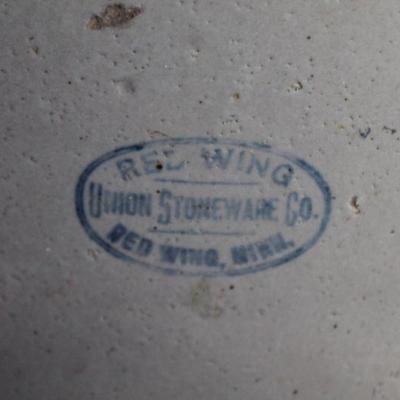 RED WING
UNION STONEWARE CO.
RED WING, MINN.